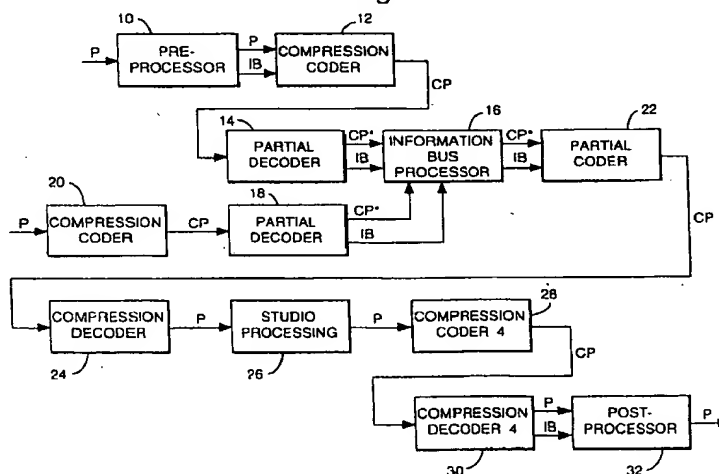 10
12
P
PRE-
PROCESSOR
P
IB
COMPRESSION
CODER
CP
14
16
22
PARTIAL
DECODER
CP*
IB
INFORMATION
BUS
PROCESSOR
CP*
IB
PARTIAL
CODER
20
18
P
COMPRESSION
CODER
CP
PARTIAL
DECODER
CP*
IB
CP
COMPRESSION
DECODER
P
STUDIO
PROCESSING
P
COMPRESSION
CODER 4
28
24
26
CP
COMPRESSION
DECODER 4
P
IB
POST-
PROCESSOR
P
30
32